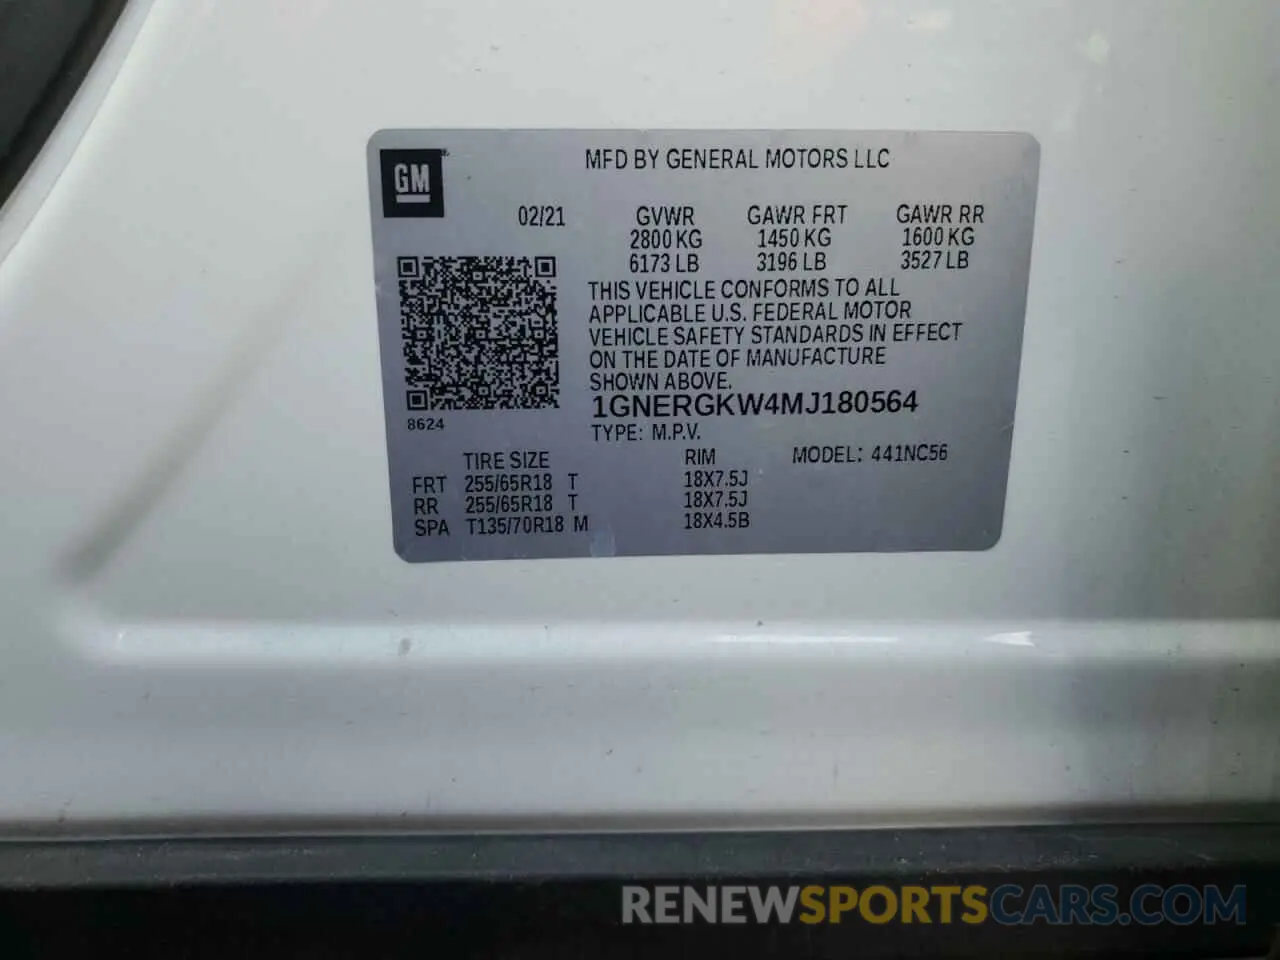 GM
MFD BY GENERAL MOTORS LLC
02/21 GVWR GAWR FRT GAWR RR
2800 KG 1450 KG 1600 KG
6173 LB 3196 LB 3527 LB
THIS VEHICLE CONFORMS TO ALL
APPLICABLE U.S. FEDERAL MOTOR
VEHICLE SAFETY STANDARDS IN EFFECT
ON THE DATE OF MANUFACTURE
SHOWN ABOVE.
1GNERGKW4MJ180564
8624
TYPE: M.P.V.
TIRE SIZE RIM MODEL: 441NC56
FRT 255/65R18 T 18X7.5J
RR 255/65R18 T 18X7.5J
SPA T135/70R18 M 18X4.5B
RENEWSPORTSCARS.COM